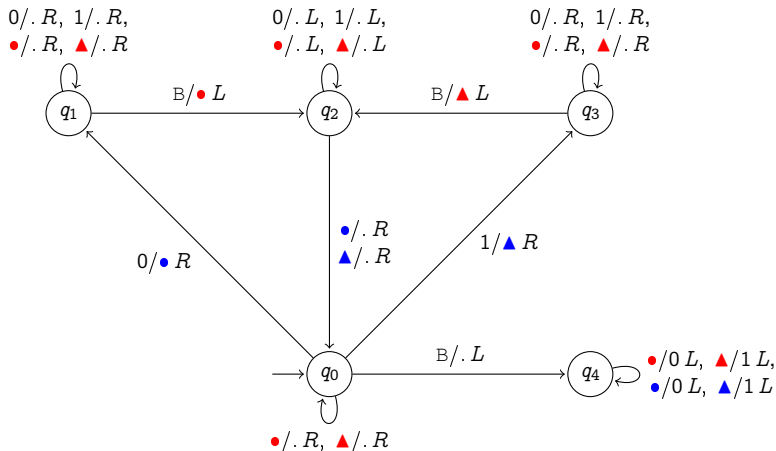 0/. R, 1/. R,
●/. R, ▲/. R
0/. L, 1/. L,
●/. L, ▲/. L
0/. R, 1/. R,
●/. R, ▲/. R
B/● L
B/▲ L
q1
q2
q3
●/. R
▲/. R
0/● R
1/▲ R
B/. L
q0
q4
●/0 L, ▲/1 L,
●/0 L, ▲/1 L
●/. R, ▲/. R